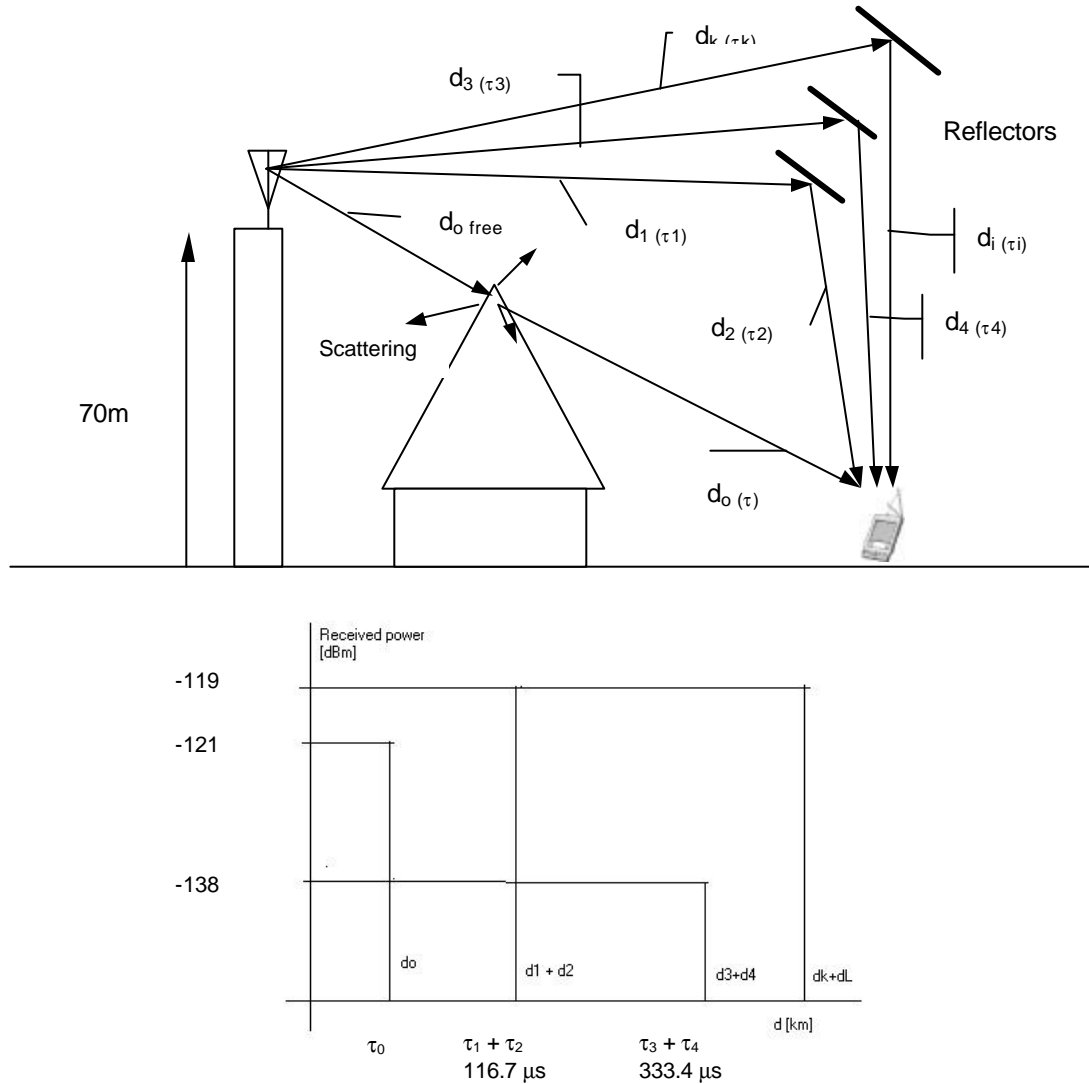 dk (τk)
d3 (τ3)
Reflectors
do free
d1 (τ1)
di (τi)
d2 (τ2)
d4 (τ4)
Scattering
70m
do (τ)
Received power
[dBm]
-119
-121
-138
do
d1 + d2
d3+d4
dk+dL
d [km]
τ0
τ1 + τ2
τ3 + τ4
116.7 μs
333.4 μs